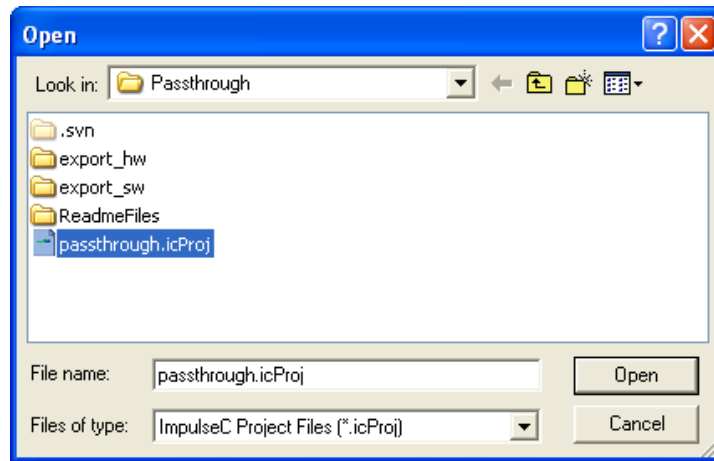 Open
Look in: Passthrough
.svn
export_hw
export_sw
ReadmeFiles
passthrough.icProj
File name: passthrough.icProj Open
Files of type: ImpulseC Project Files (*.icProj) Cancel